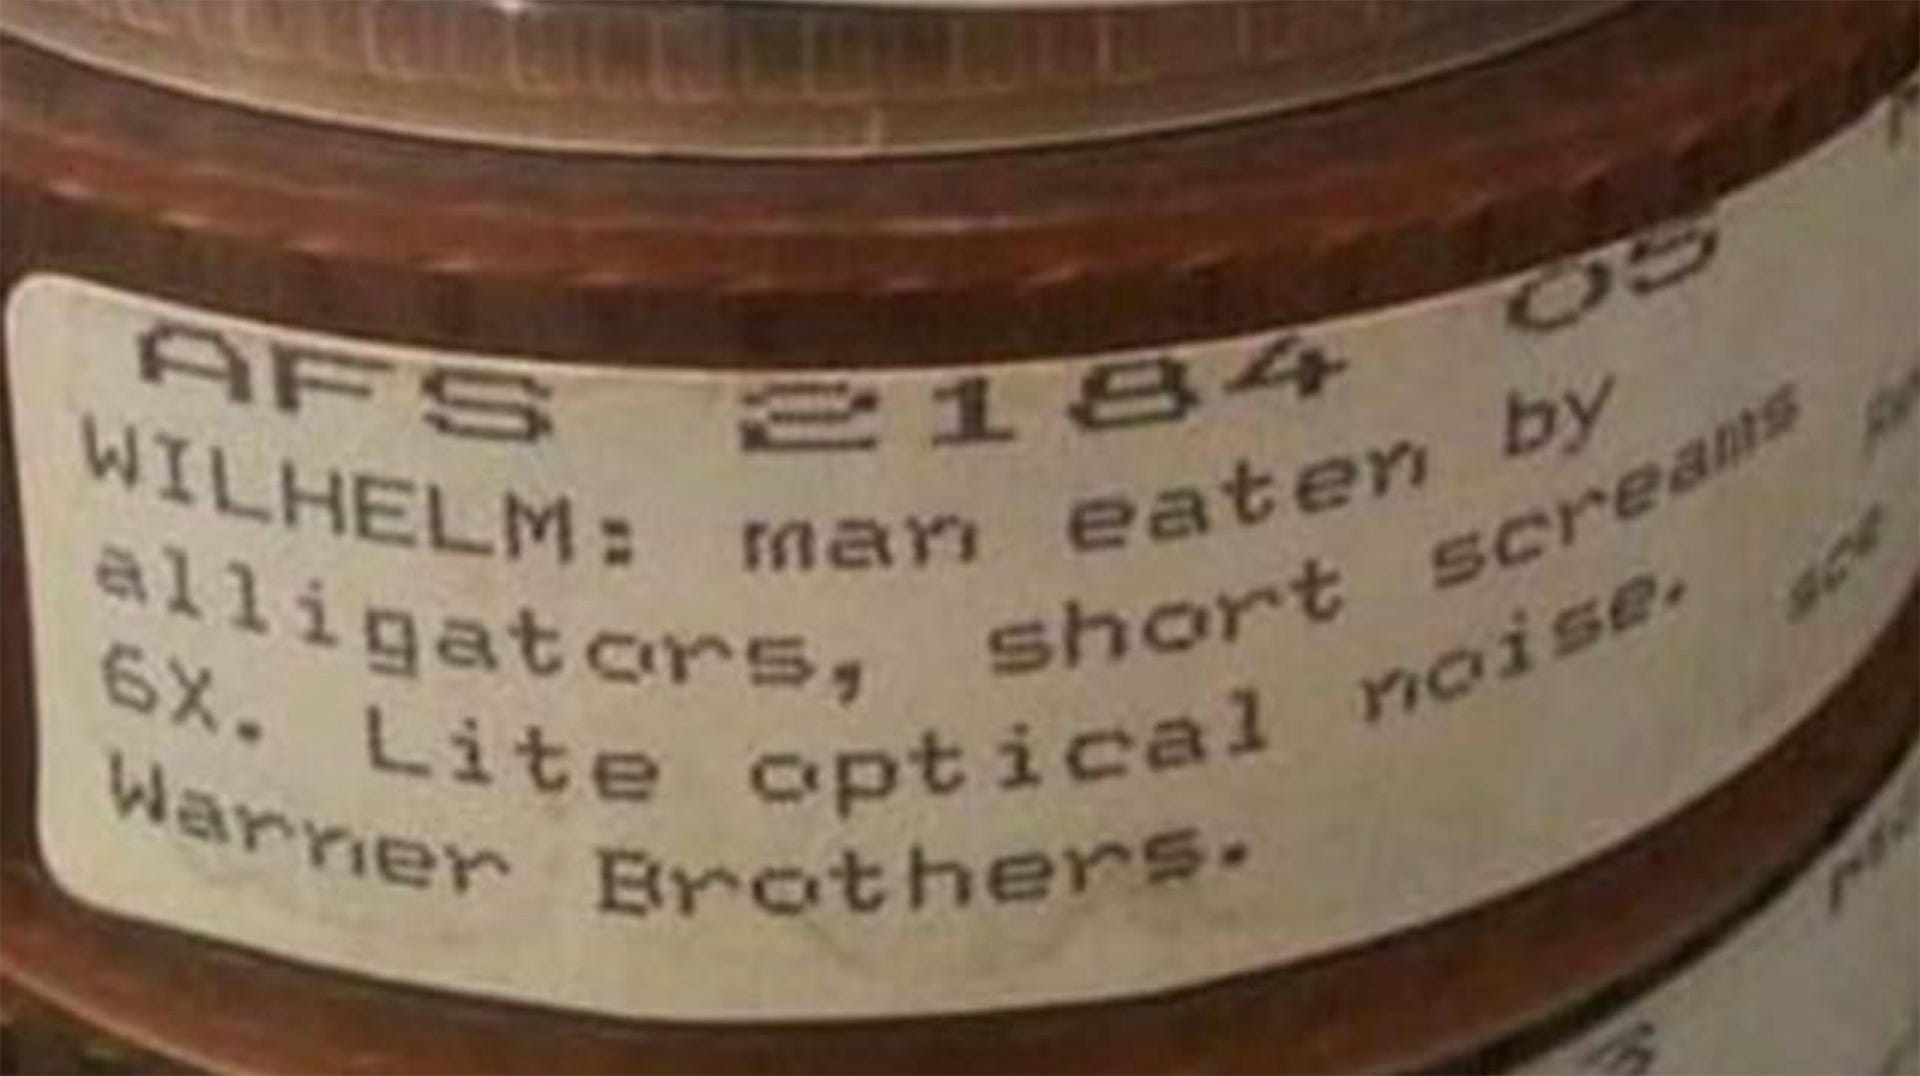 AFS 2184 05
WILHELM: man eaten by
alligators, short screams
6X. Lite optical noise.
Warner Brothers.